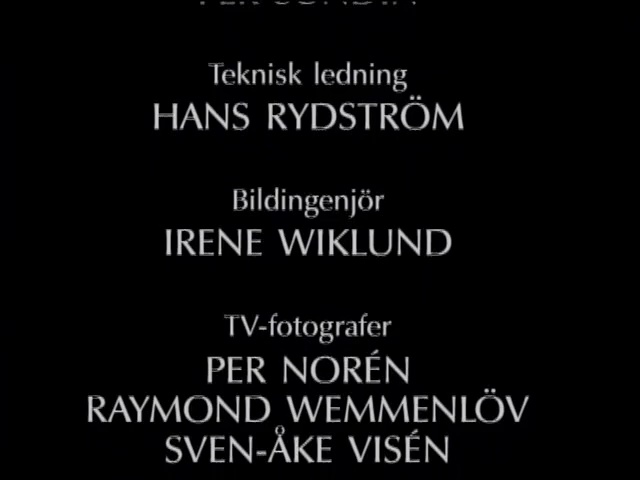 Teknisk ledning
HANS RYDSTRÖM
Bildingenjör
IRENE WIKLUND
TV-fotografer
PER NORÉN
RAYMOND WEMMENLÖV
SVEN-ÅKE VISÉN